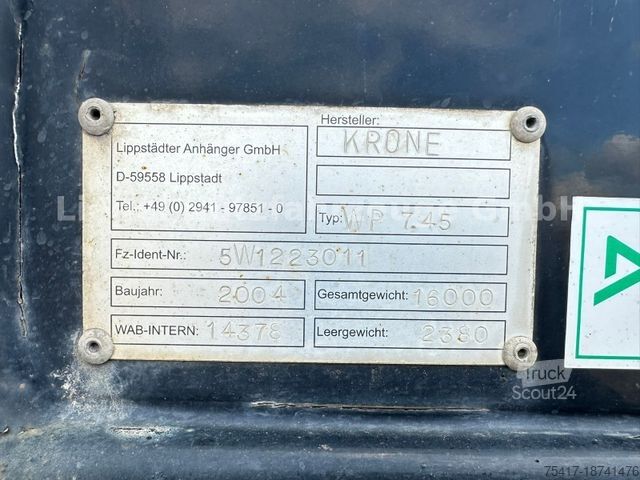 Hersteller:
Lippstädter Anhänger GmbH
KRONE
D-59558 Lippstadt
Tel.: +49 (0) 2941 - 97851 - 0
Typ: WP 7.45
Fz-Ident-Nr.: 5W1223011
Baujahr: 2004
Gesamtgewicht: 16000
WAB-INTERN: 14378
Leergewicht: 2380
Truck
Scout24
75417-18741476